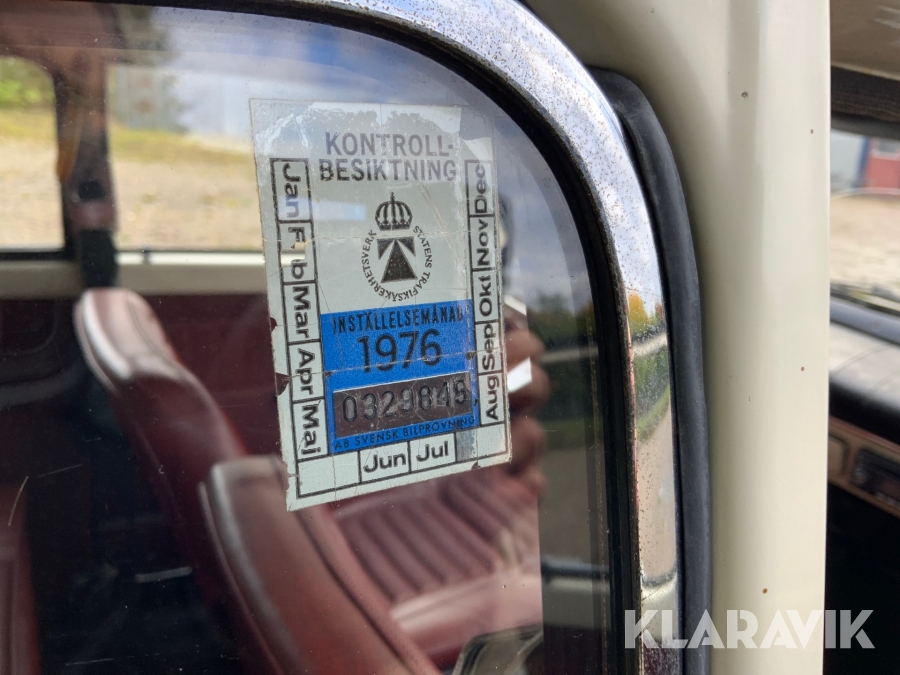 KONTROLL-
BESIKTNING
Jan
Feb
Mar
Apr
Maj
Jun
Jul
Aug
Sep
Okt
Nov
Dec
STATENS TRAFIKSÄKERHETSVERK
INSTÄLLELSEMÅNAD
1976
0329845
AB SVENSK BILPROVNING
KLARAVIK